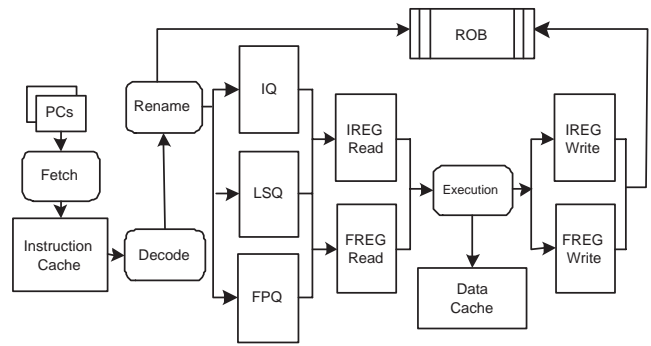 ROB
IQ
Rename
PCs
IREG
Read
IREG
Write
Fetch
LSQ
Execution
Instruction
Cache
Decode
FREG
Read
FREG
Write
FPQ
Data
Cache